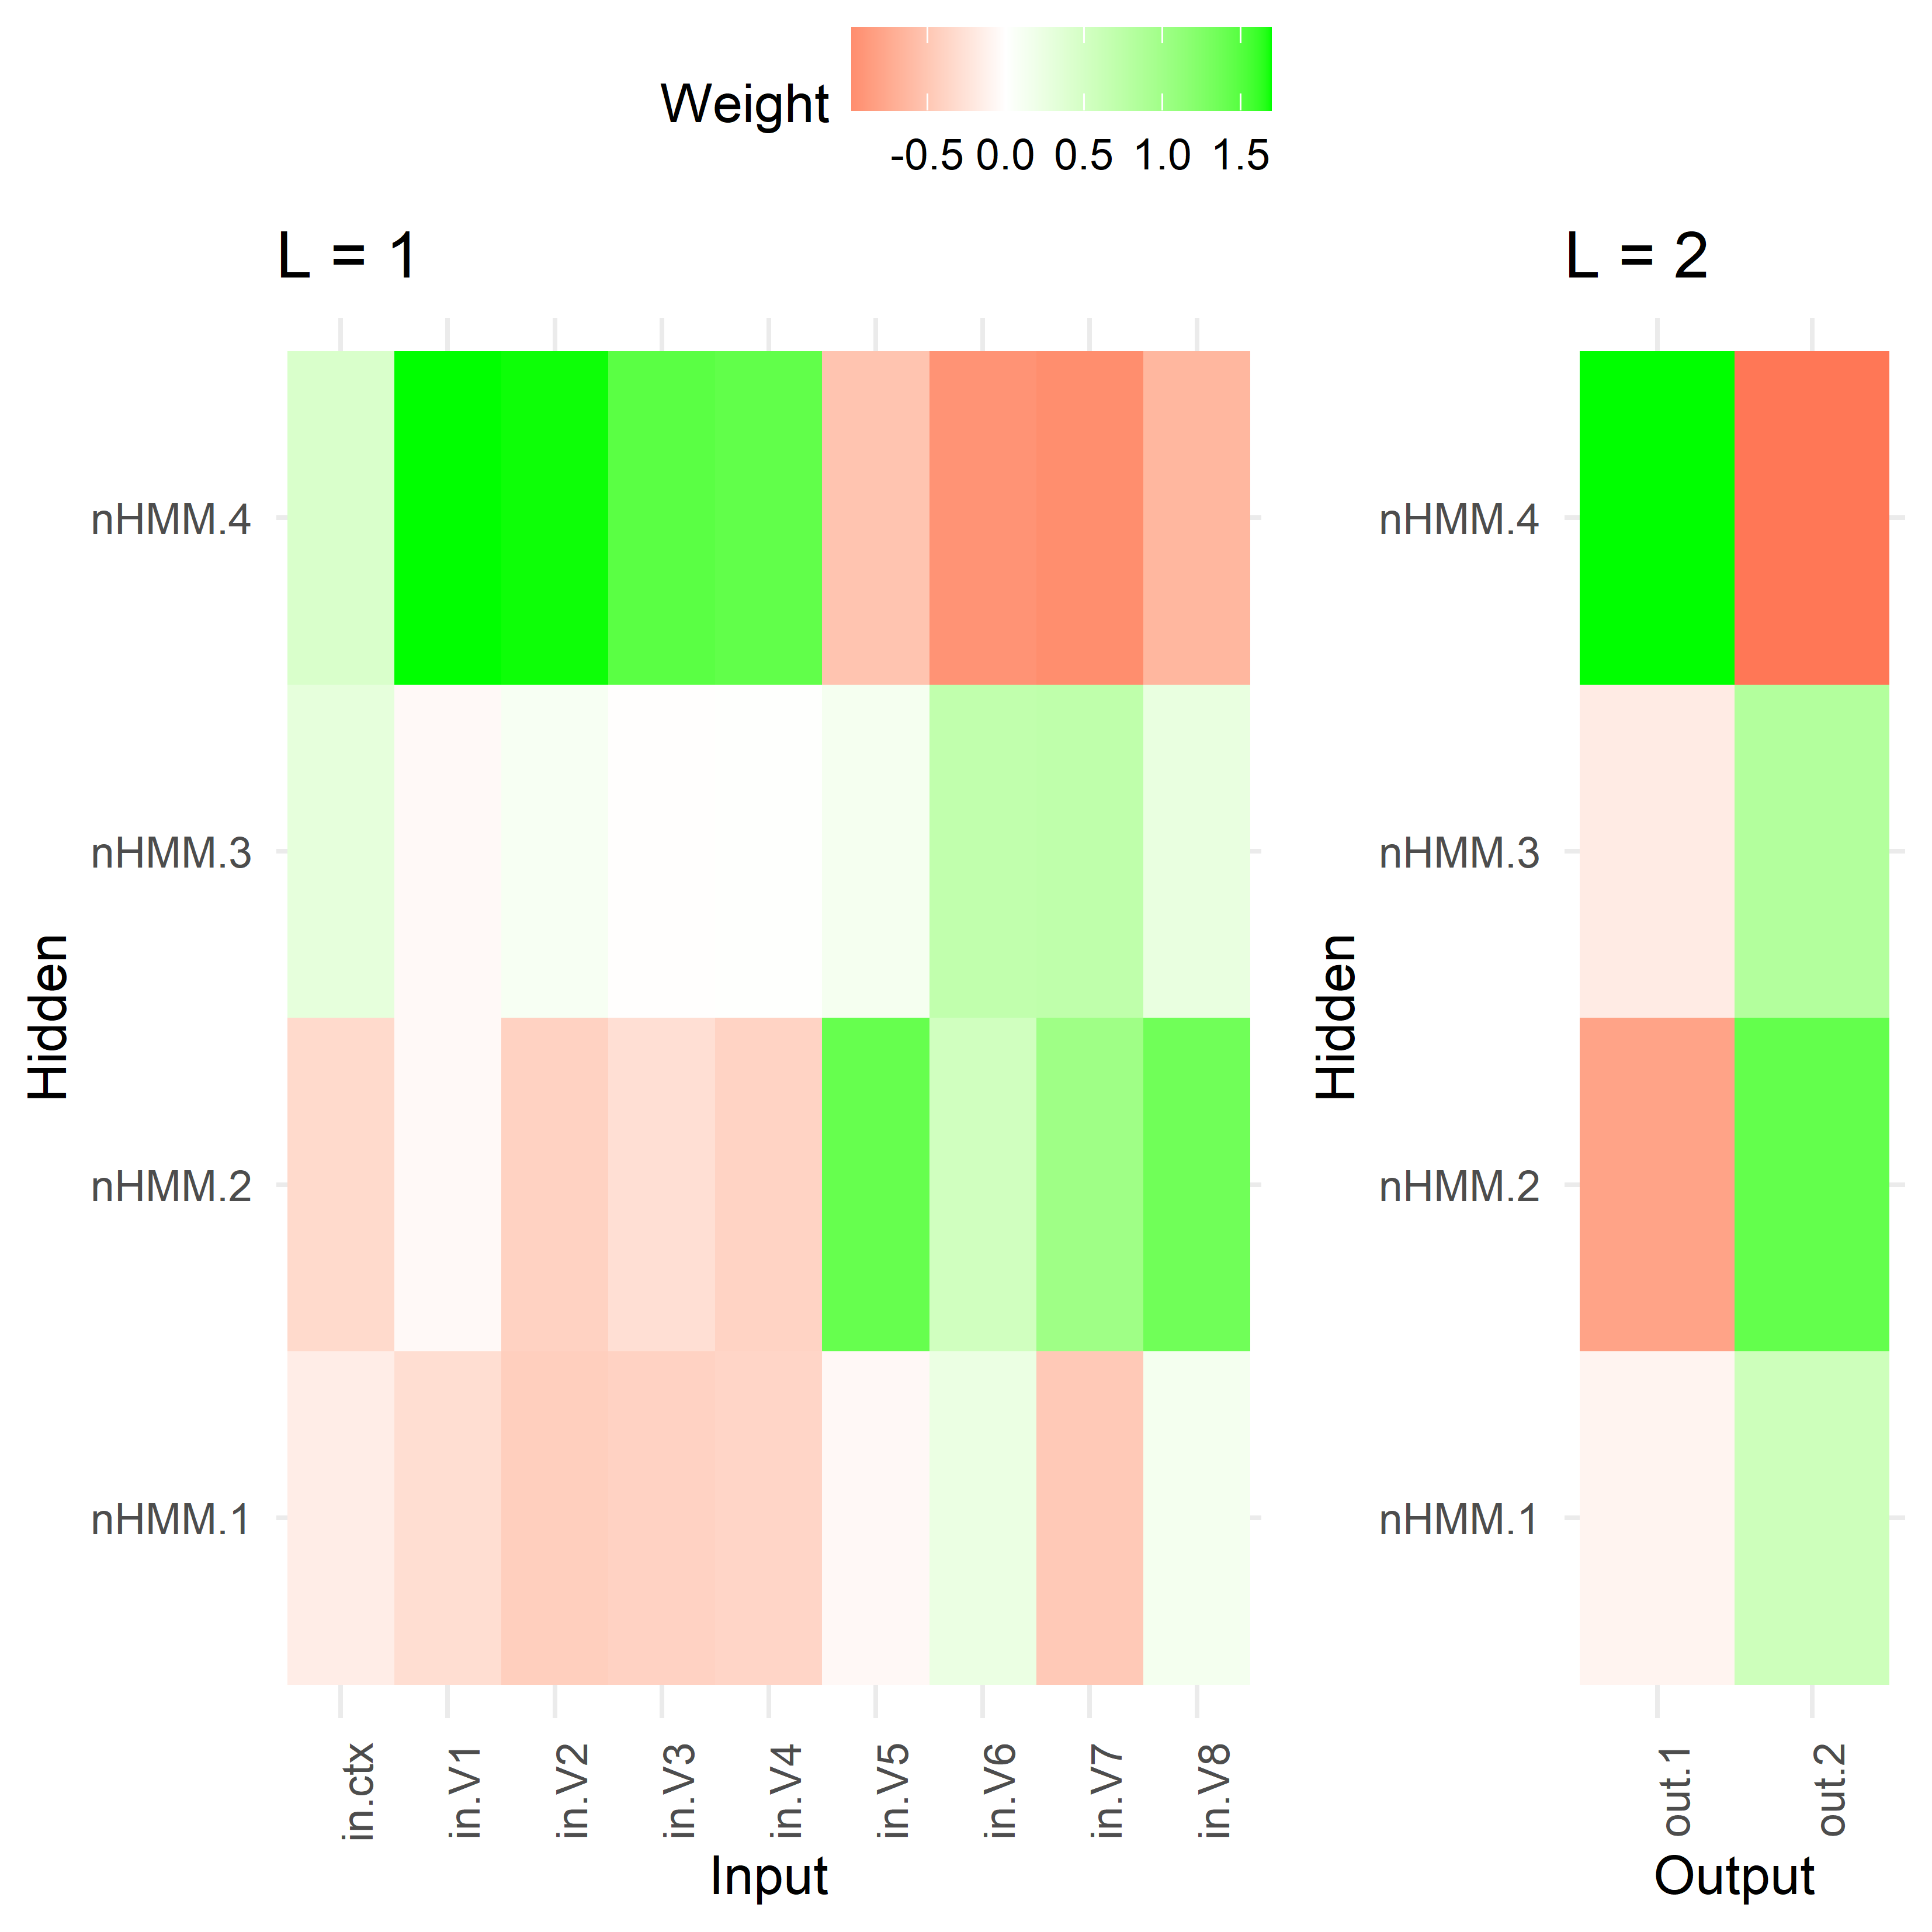 Weight
-0.5 0.0 0.5 1.0 1.5
L = 1
nHMM.4
nHMM.3
nHMM.2
nHMM.1
Hidden
in.ctx
in.V1
in.V2
in.V3
in.V4
in.V5
in.V6
in.V7
in.V8
Input
L = 2
nHMM.4
nHMM.3
nHMM.2
nHMM.1
Hidden
out.1
out.2
Output